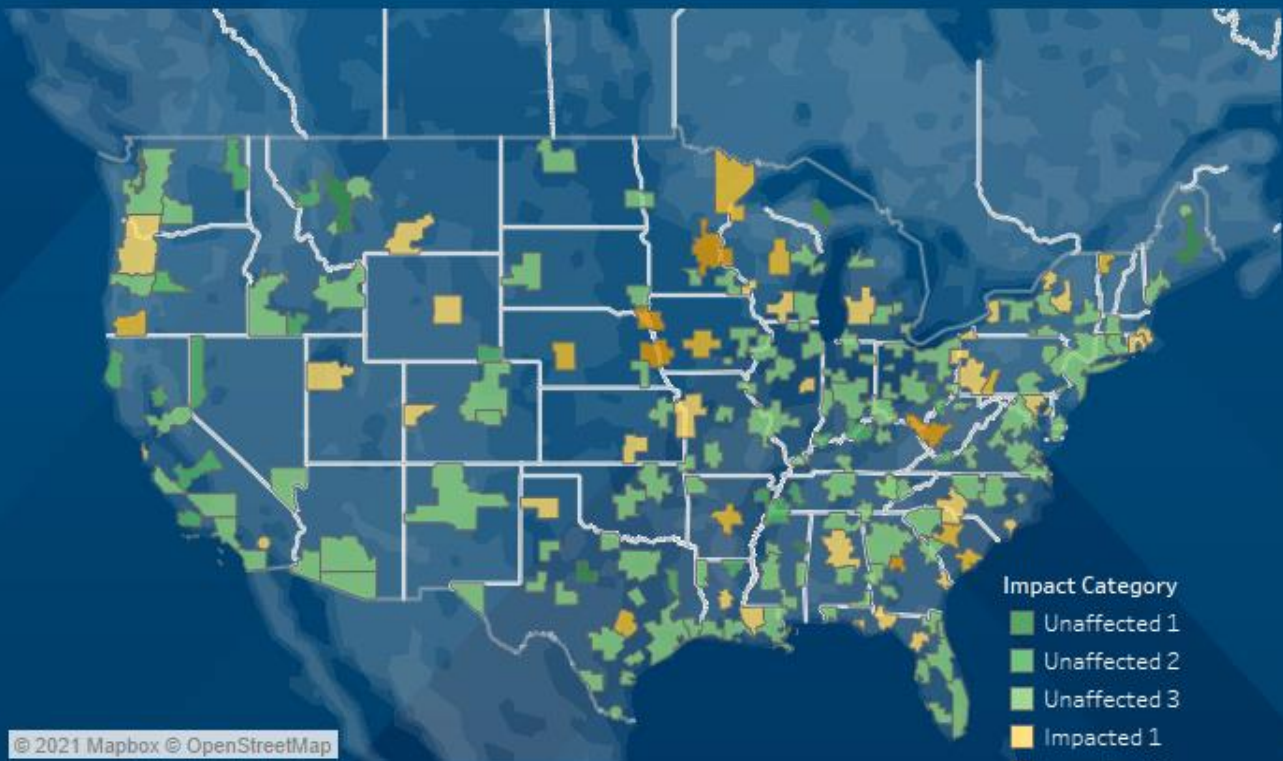 Impact Category
Unaffected 1
Unaffected 2
Unaffected 3
Impacted 1
© 2021 Mapbox © OpenStreetMap